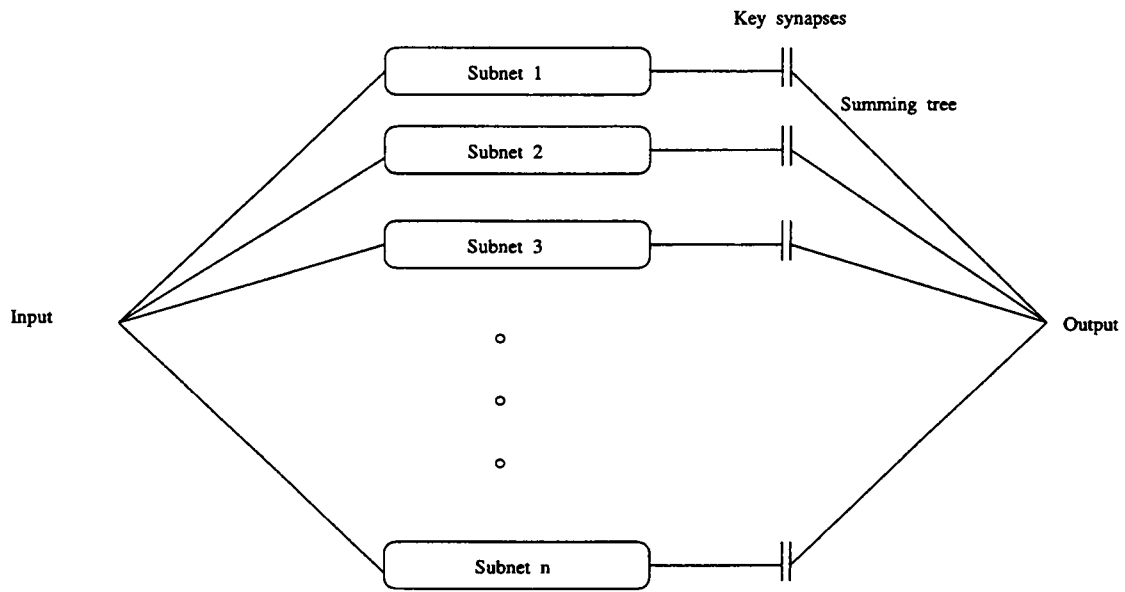 Key synapses
Subnet 1
Summing tree
Subnet 2
Subnet 3
Input
Output
Subnet n